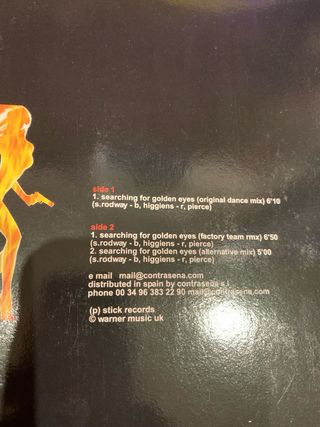 side 1
1. searching for golden eyes (original dance mix) 6'10
(s.rodway - b, higgiens - r, pierce)
side 2
1. searching for golden eyes (factory team rmx) 6'50
(s.rodway - b, higgiens - r, pierce)
2. searching for golden eyes (alternative mix) 5'00
(s.rodway - b, higgiens - r, pierce)
e mail mail@contrasena.com
distributed in spain by contraseña s.l.
phone 00 34 96 383 22 90 mail@contrasena.com
(p) stick records
© warner music uk